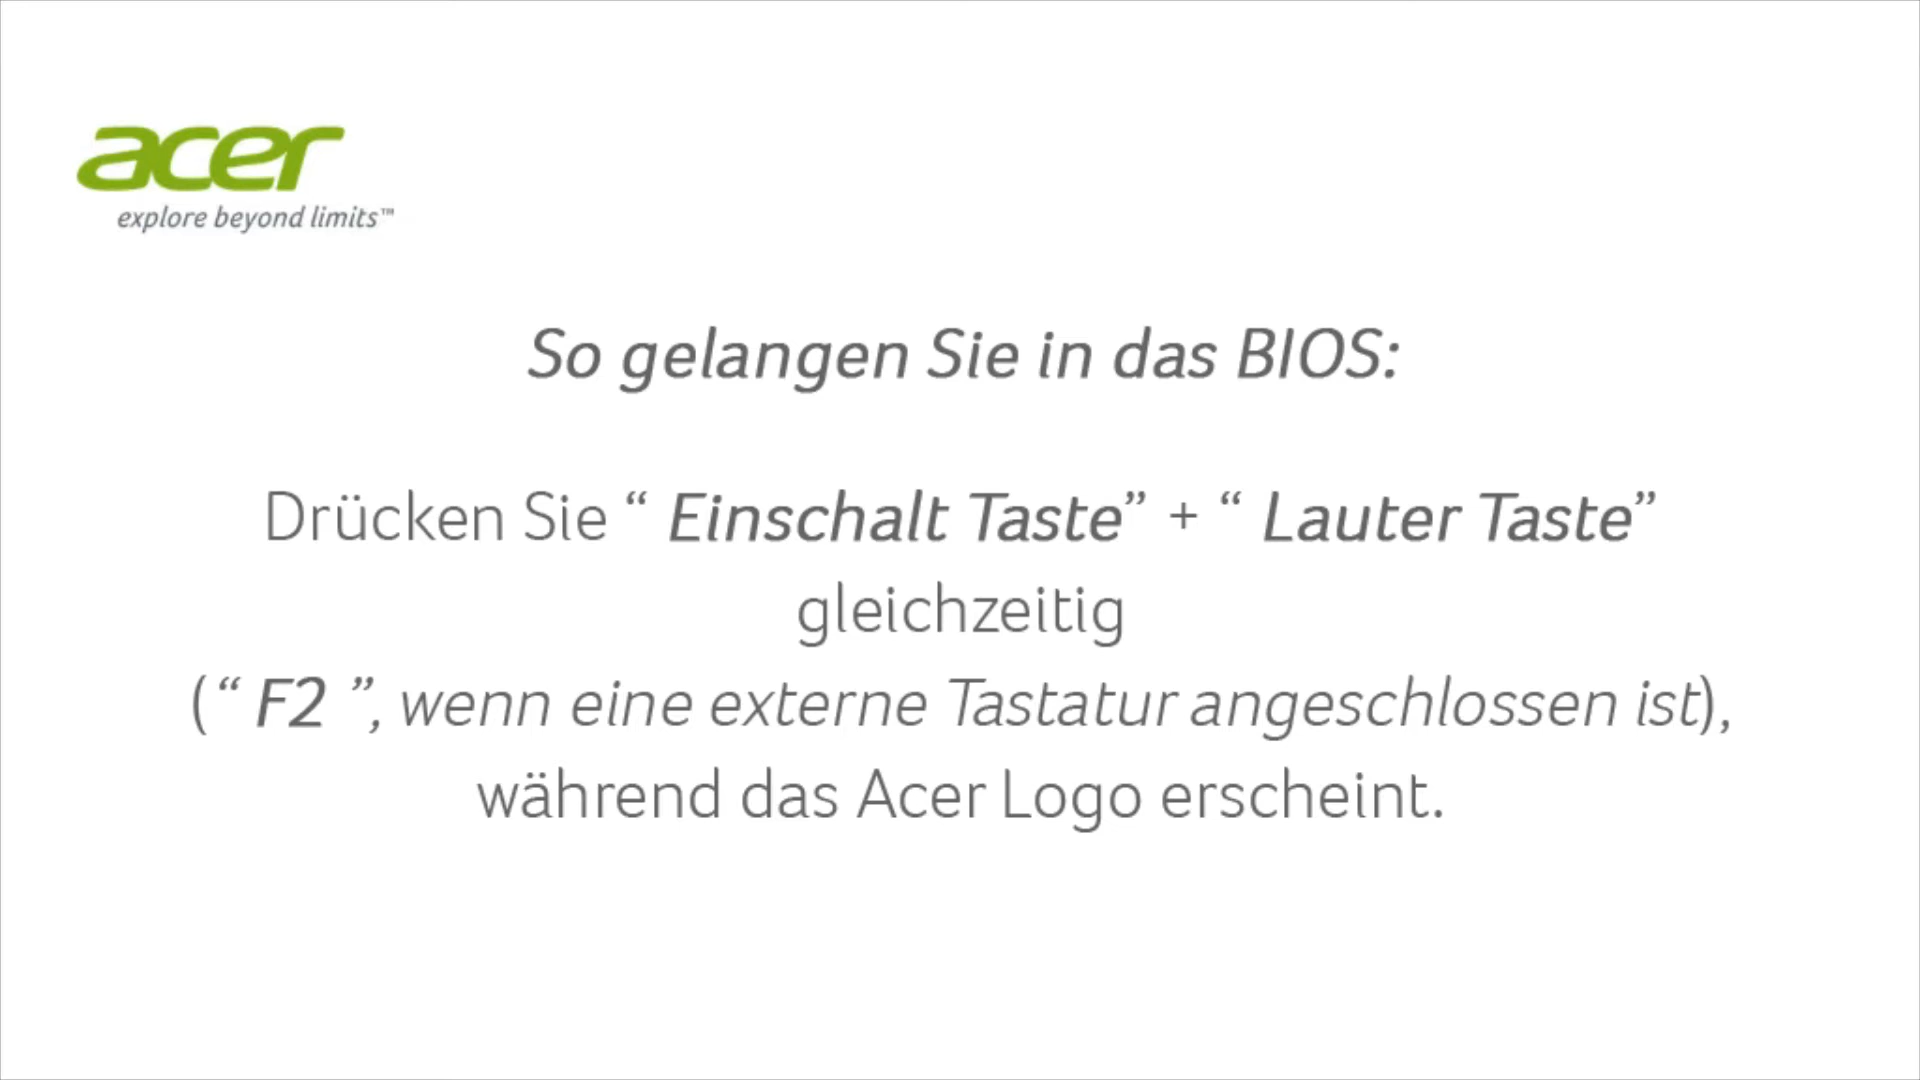 acer
explore beyond limits™
So gelangen Sie in das BIOS:
Drücken Sie “ Einschalt Taste” + “ Lauter Taste”
gleichzeitig
(“ F2 ”, wenn eine externe Tastatur angeschlossen ist),
während das Acer Logo erscheint.